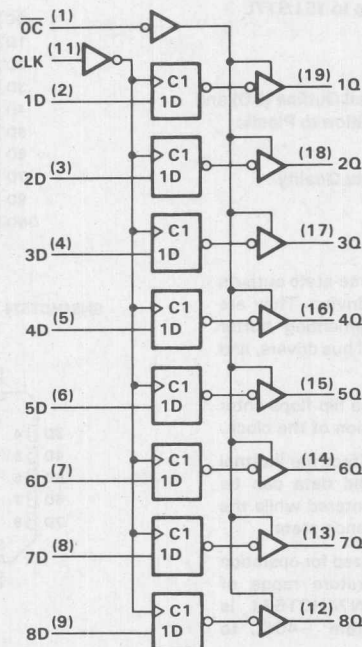 O̅C̅ (1)
CLK (11)
C1
1D (2)
1D
(19)
1Q
C1
2D (3)
1D
(18)
2Q
C1
3D (4)
1D
(17)
3Q
C1
4D (5)
1D
(16)
4Q
C1
5D (6)
1D
(15)
5Q
C1
6D (7)
1D
(14)
6Q
C1
7D (8)
1D
(13)
7Q
C1
8D (9)
1D
(12)
8Q